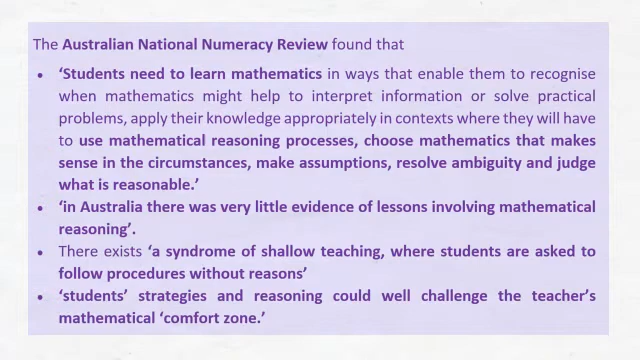 The Australian National Numeracy Review found that
• ‘Students need to learn mathematics in ways that enable them to recognise
when mathematics might help to interpret information or solve practical
problems, apply their knowledge appropriately in contexts where they will have
to use mathematical reasoning processes, choose mathematics that makes
sense in the circumstances, make assumptions, resolve ambiguity and judge
what is reasonable.’
• ‘in Australia there was very little evidence of lessons involving mathematical
reasoning’.
• There exists ‘a syndrome of shallow teaching, where students are asked to
follow procedures without reasons’
• ‘students’ strategies and reasoning could well challenge the teacher’s
mathematical ‘comfort zone.’